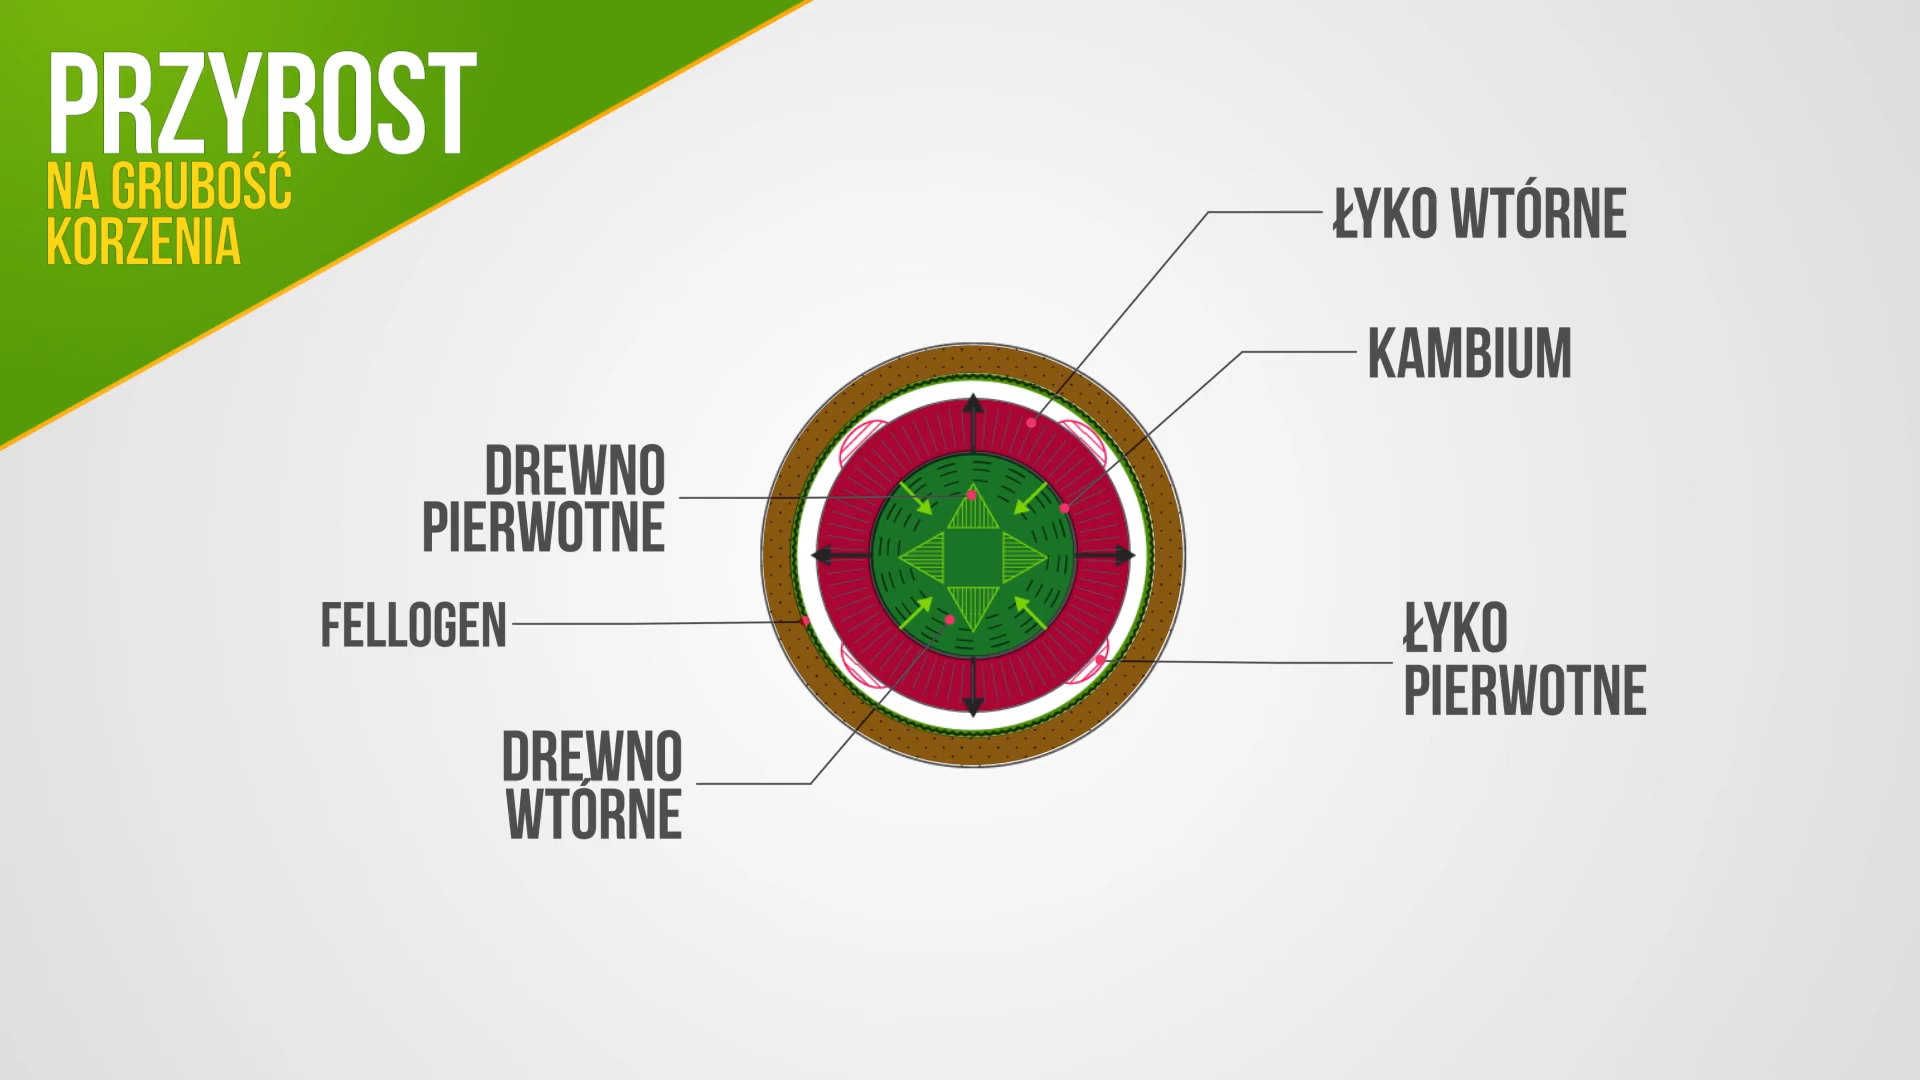 PRZYROST
NA GRUBOŚĆ
KORZENIA
ŁYKO WTÓRNE
KAMBIUM
DREWNO
PIERWOTNE
FELLOGEN
ŁYKO
PIERWOTNE
DREWNO
WTÓRNE